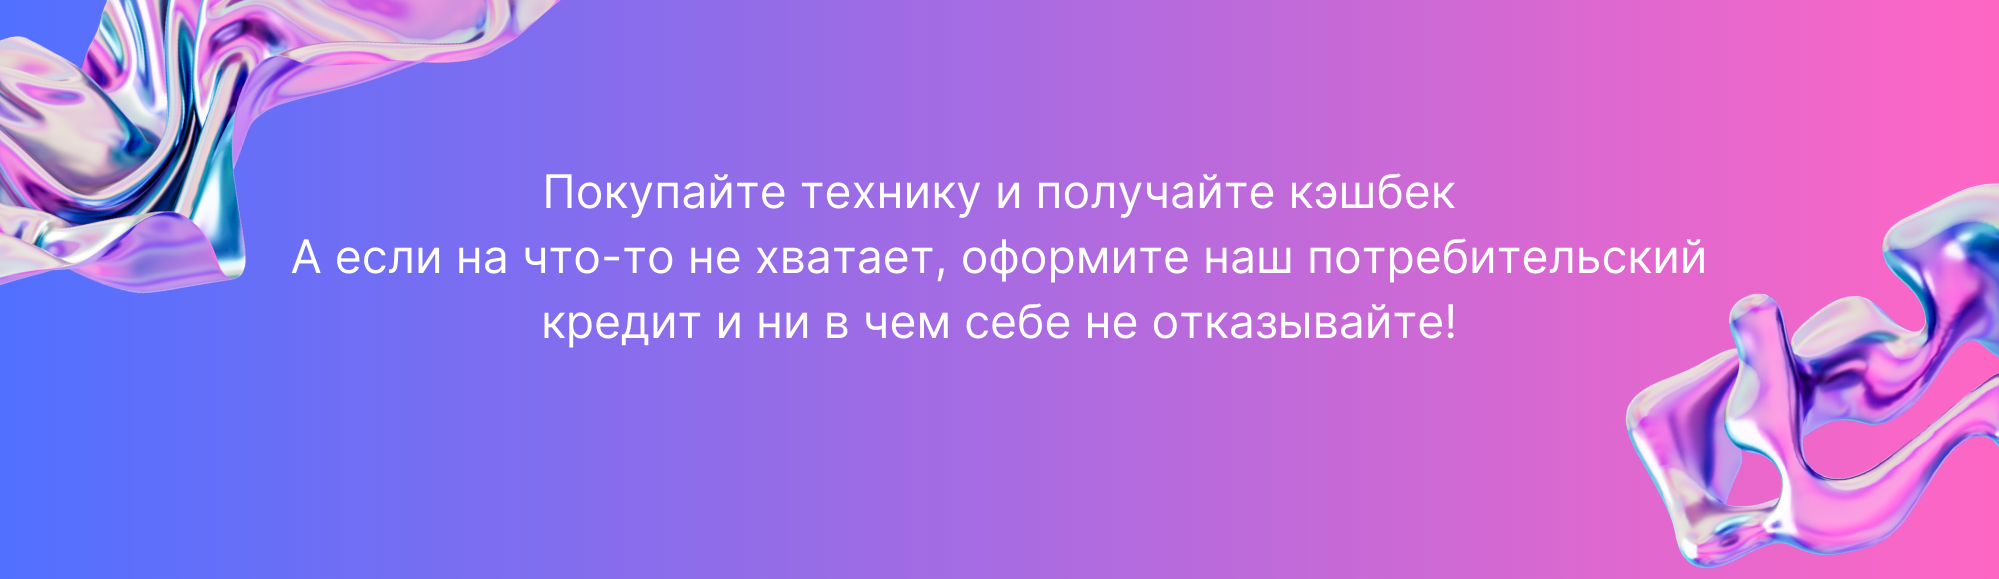 Покупайте технику и получайте кэшбек
А если на что-то не хватает, оформите наш потребительский
кредит и ни в чем себе не отказывайте!